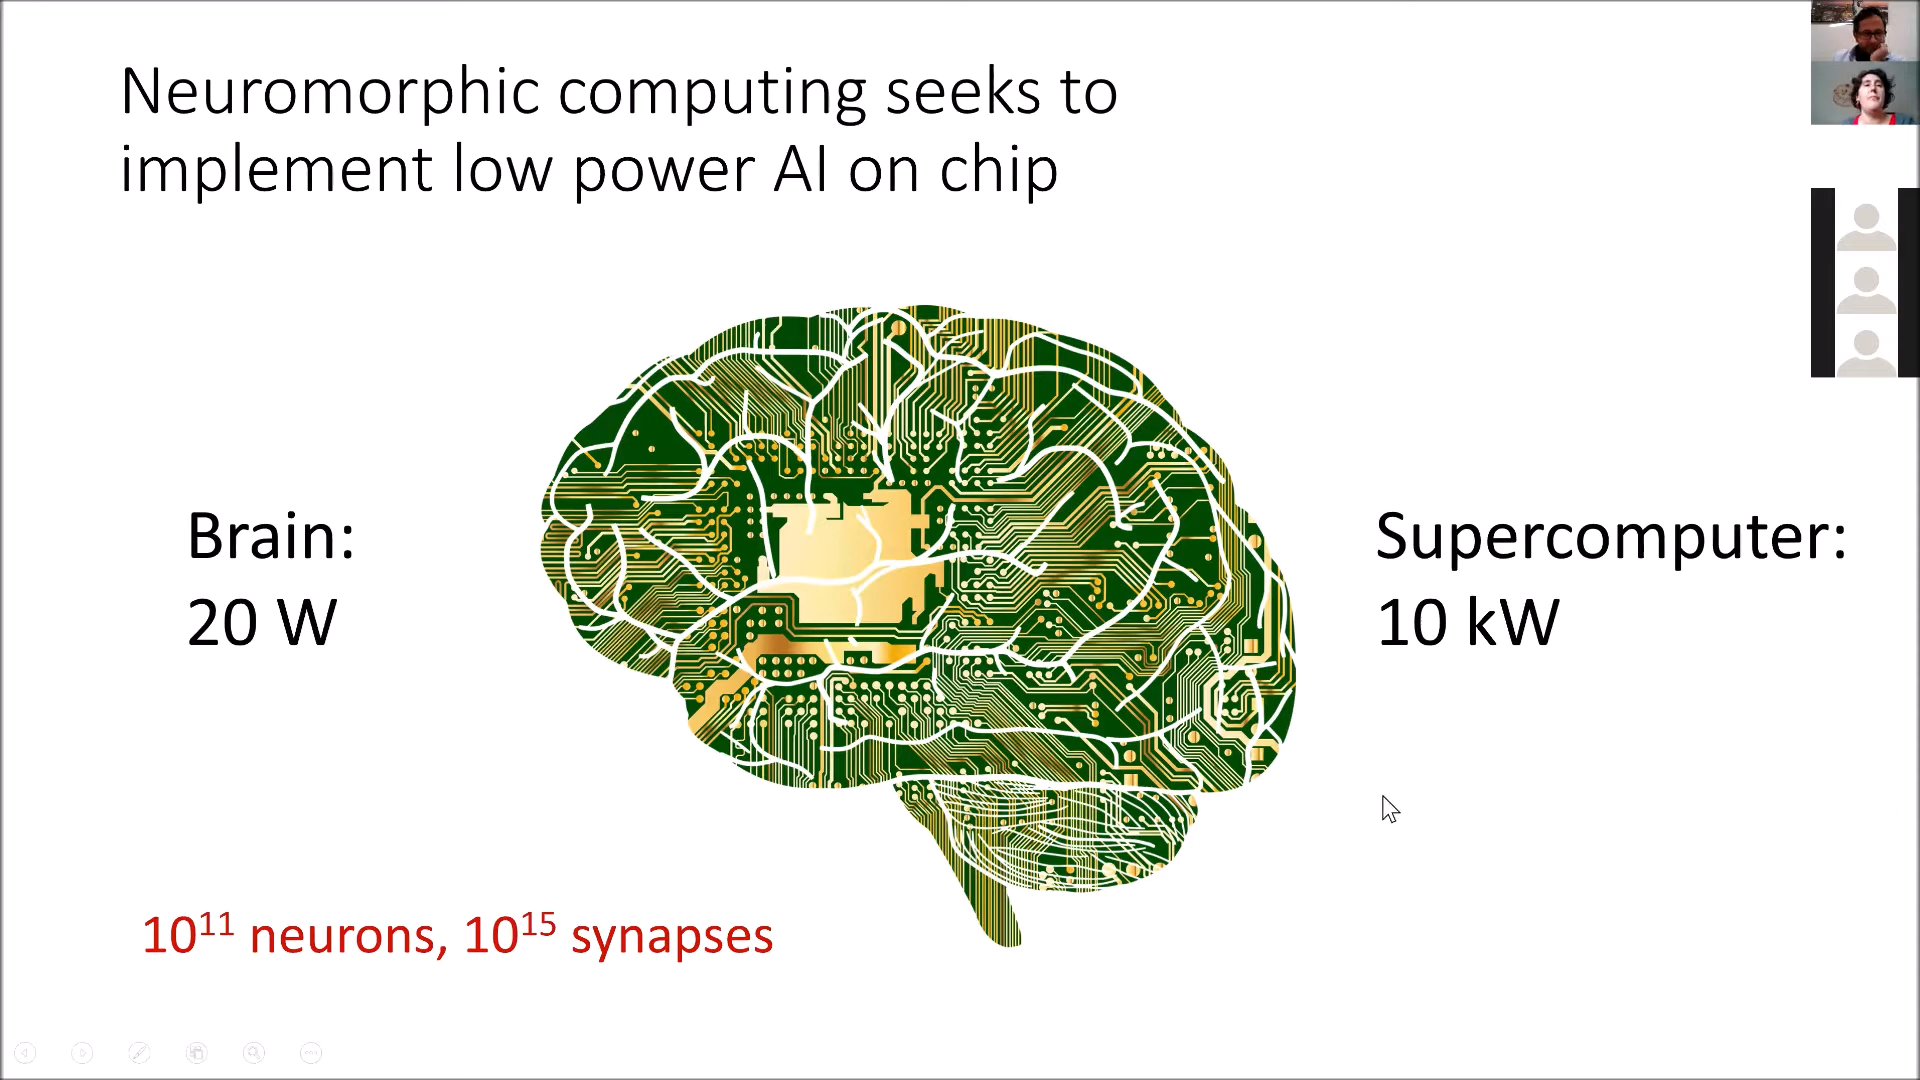 Neuromorphic computing seeks to
implement low power AI on chip
Brain:
20 W
Supercomputer:
10 kW
10¹¹ neurons, 10¹⁵ synapses